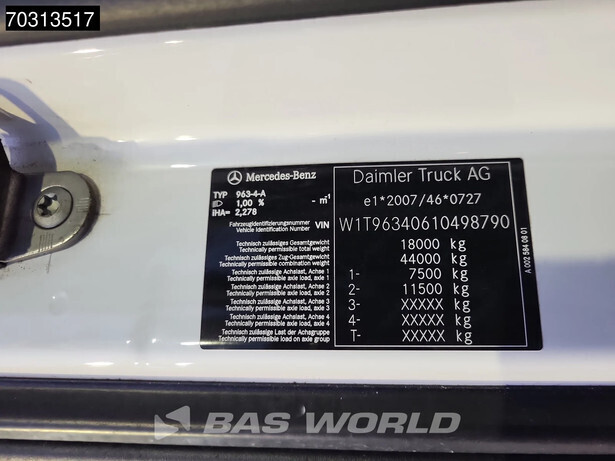 70313517
Mercedes-Benz
Daimler Truck AG
TYP 963-4-A
1,00 % - m⁻¹
iHA= 2,278
e1*2007/46*0727
Fahrzeugidentifizierungsnummer
Vehicle Identification Number VIN W1T96340610498790
Technisch zulässiges Gesamtgewicht
Technically permissible total weight 18000 kg
Technisch zulässiges Zug-Gesamtgewicht
Technically permissible combination weight 44000 kg
Technisch zulässige Achslast, Achse 1
Technically permissible axle load, axle 1 1- 7500 kg
Technisch zulässige Achslast, Achse 2
Technically permissible axle load, axle 2 2- 11500 kg
Technisch zulässige Achslast, Achse 3
Technically permissible axle load, axle 3 3- XXXXX kg
Technisch zulässige Achslast, Achse 4
Technically permissible axle load, axle 4 4- XXXXX kg
Technisch zulässige Last der Achsgruppe
Technically permissible load on axle group T- XXXXX kg
A 002 584 08 01
BAS WORLD